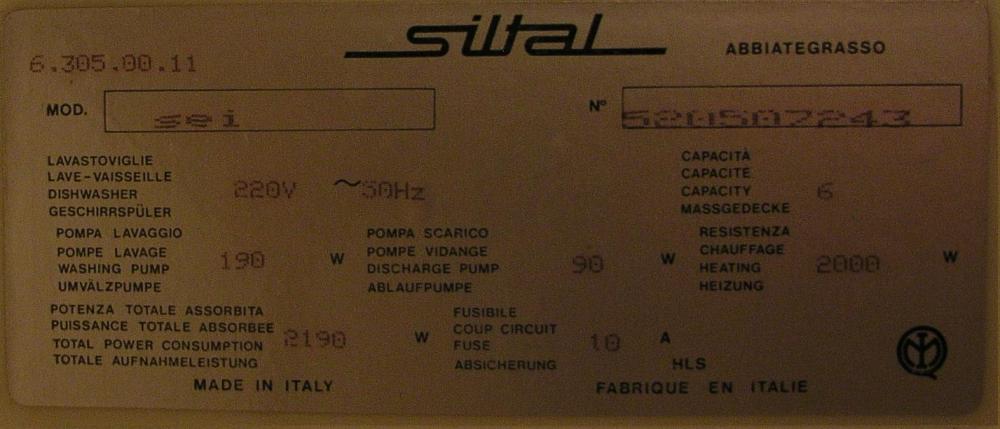 siltal ABBIATEGRASSO
6.305.00.11
MOD. sei N° 520507243
LAVASTOVIGLIE CAPACITÀ
LAVE-VAISSEILLE CAPACITE
DISHWASHER 220V ~50Hz CAPACITY 6
GESCHIRRSPÜLER MASSGEDECKE
POMPA LAVAGGIO POMPA SCARICO RESISTENZA
POMPE LAVAGE POMPE VIDANGE CHAUFFAGE
WASHING PUMP 190 W DISCHARGE PUMP 90 W HEATING 2000 W
UMVÄLZPUMPE ABLAUFPUMPE HEIZUNG
POTENZA TOTALE ASSORBITA FUSIBILE
PUISSANCE TOTALE ABSORBEE COUP CIRCUIT
TOTAL POWER CONSUMPTION 2190 W FUSE 10 A
TOTALE AUFNAHMELEISTUNG ABSICHERUNG HLS
MADE IN ITALY FABRIQUE EN ITALIE